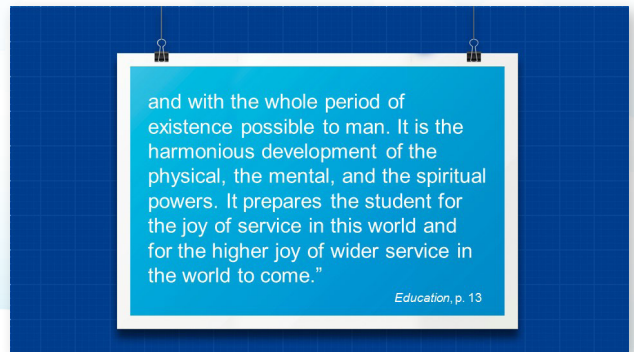 and with the whole period of
existence possible to man. It is the
harmonious development of the
physical, the mental, and the spiritual
powers. It prepares the student for
the joy of service in this world and
for the higher joy of wider service in
the world to come.”
Education, p. 13